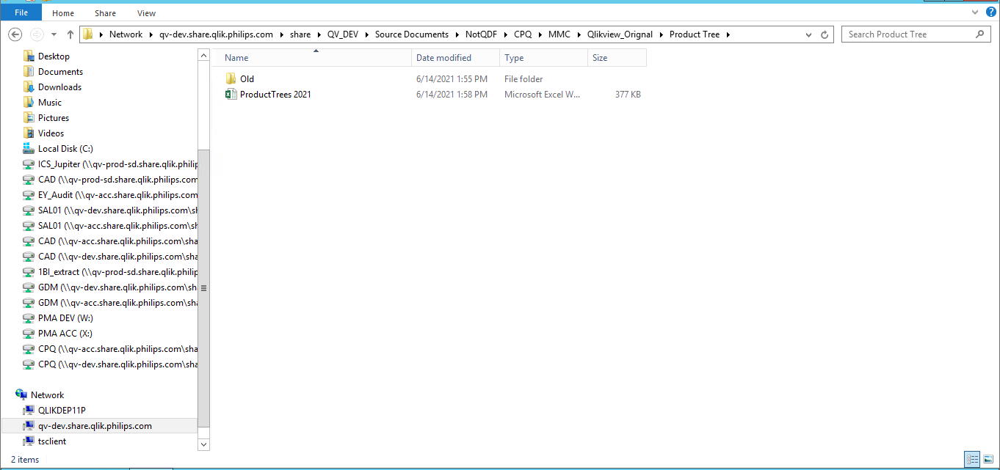 File Home Share View
Network qv-dev.share.qlik.philips.com share QV_DEV Source Documents NotQDF CPQ MMC Qlikview_Orignal Product Tree Search Product Tree
Name Date modified Type Size
Old 6/14/2021 1:55 PM File folder
ProductTrees 2021 6/14/2021 1:58 PM Microsoft Excel W... 377 KB
Desktop
Documents
Downloads
Music
Pictures
Videos
Local Disk (C:)
ICS_Jupiter (\\qv-prod-sd.share.qlik.philip
CAD (\\qv-prod-sd.share.qlik.philips.com
EY_Audit (\\qv-acc.share.qlik.philips.com
SAL01 (\\qv-dev.share.qlik.philips.com\sh
SAL01 (\\qv-acc.share.qlik.philips.com\sh
CAD (\\qv-acc.share.qlik.philips.com\sha
CAD (\\qv-dev.share.qlik.philips.com\sha
1BI_extract (\\qv-prod-sd.share.qlik.philip
GDM (\\qv-dev.share.qlik.philips.com\sh
GDM (\\qv-acc.share.qlik.philips.com\sha
PMA DEV (W:)
PMA ACC (X:)
CPQ (\\qv-acc.share.qlik.philips.com\sha
CPQ (\\qv-dev.share.qlik.philips.com\sha
Network
QLIKDEP11P
qv-dev.share.qlik.philips.com
tsclient
2 items